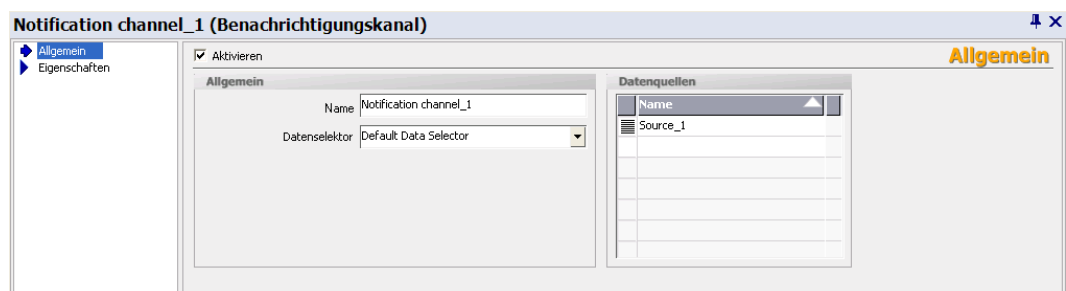 Notification channel_1 (Benachrichtigungskanal)
Allgemein
Eigenschaften
Aktivieren
Allgemein
Allgemein
Name Notification channel_1
Datenselektor Default Data Selector
Datenquellen
Name
Source_1